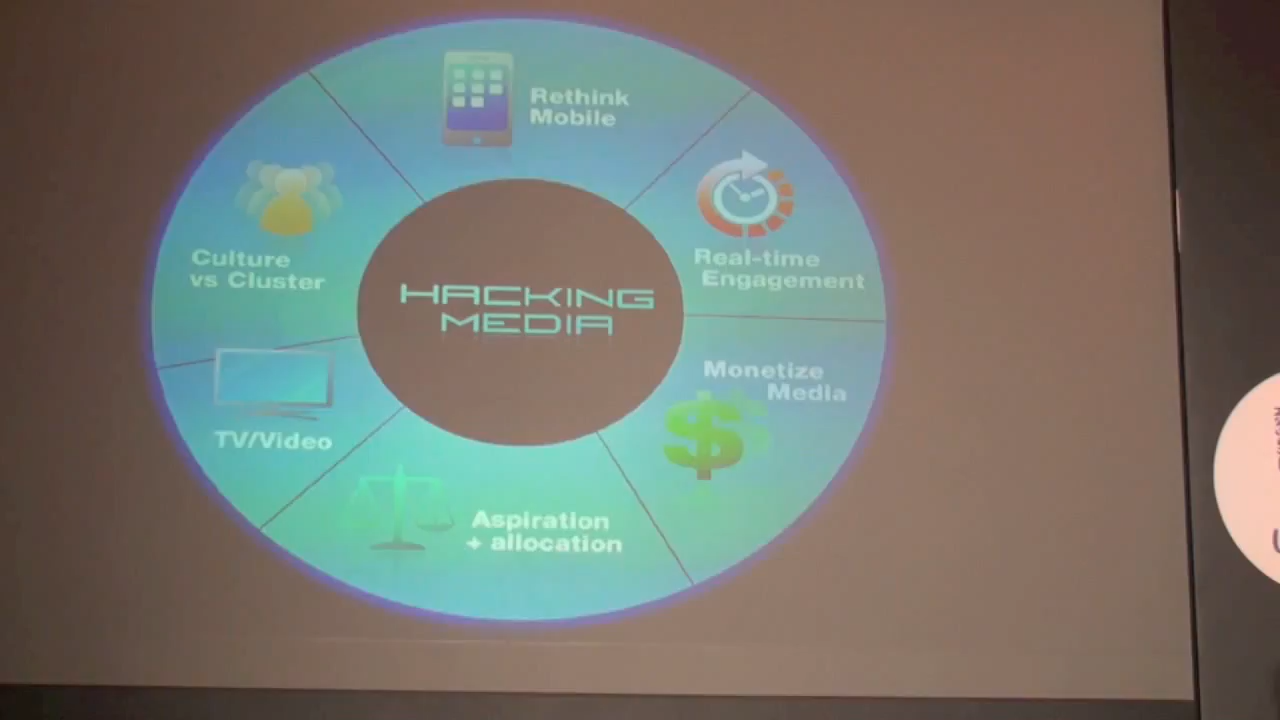 Rethink
Mobile
Real-time
Engagement
Monetize
Media
Aspiration
+ allocation
TV/Video
Culture
vs Cluster
HACKING
MEDIA